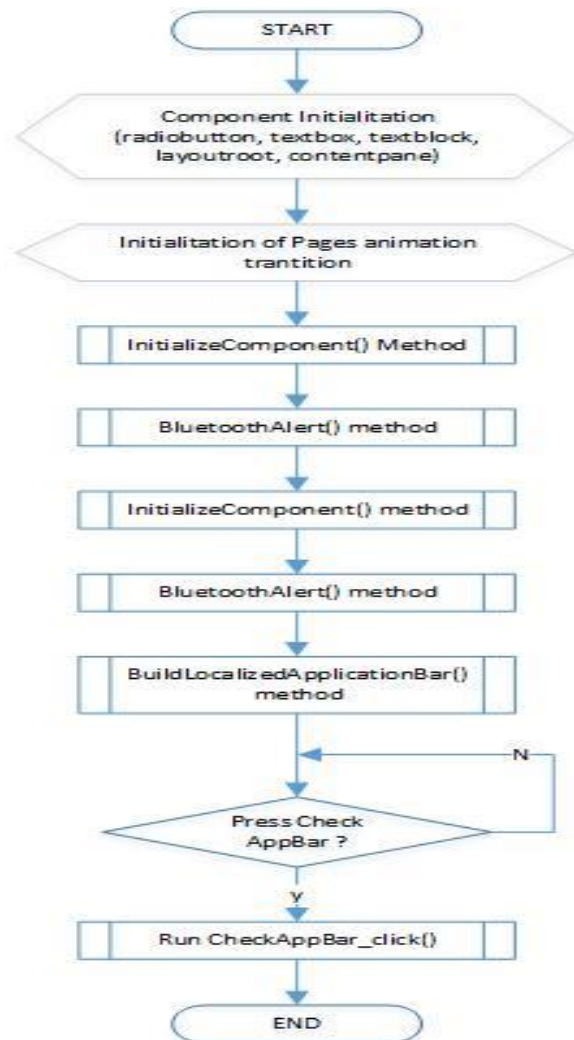 START
Component Initialitation
(radiobutton, textbox, textblock,
layoutroot, contentpane)
Initialitation of Pages animation
trantition
InitializeComponent() Method
BluetoothAlert() method
InitializeComponent() method
BluetoothAlert() method
BuildLocalizedApplicationBar()
method
N
Press Check
AppBar ?
y
Run CheckAppBar_click()
END